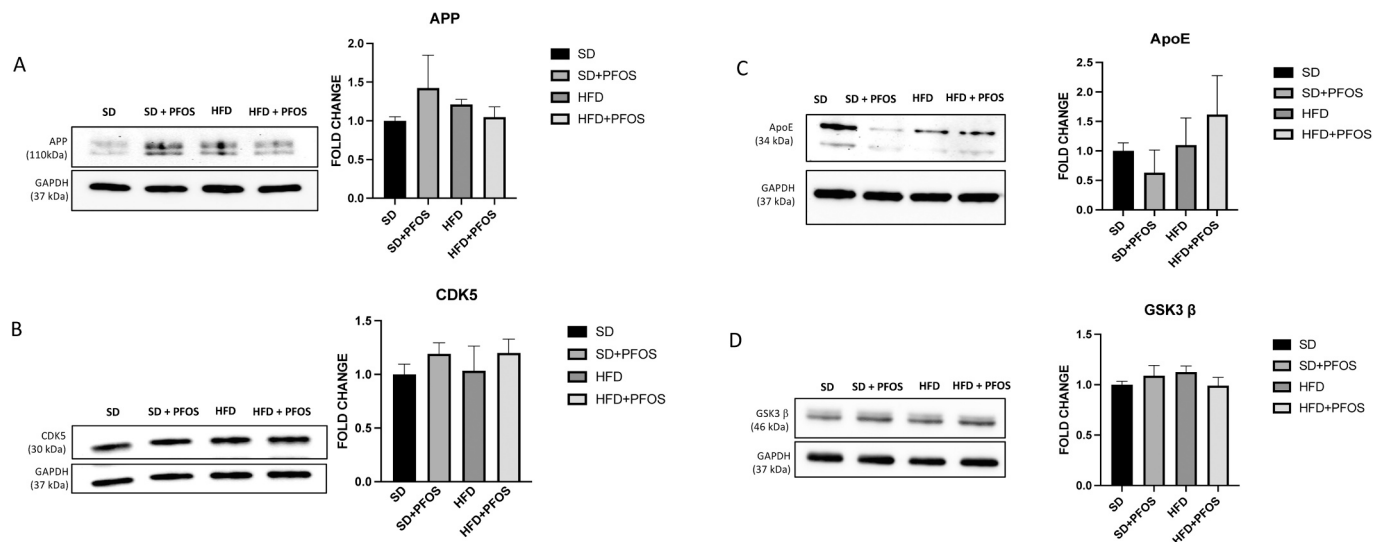 A
SD
SD + PFOS
HFD
HFD + PFOS
APP
(110kDa)
GAPDH
(37 kDa)
APP
FOLD CHANGE
2.0
1.5
1.0
0.5
0.0
SD
SD+PFOS
HFD
HFD+PFOS
SD
SD+PFOS
HFD
HFD+PFOS
C
SD
SD + PFOS
HFD
HFD + PFOS
ApoE
(34 kDa)
GAPDH
(37 kDa)
ApoE
FOLD CHANGE
2.5
2.0
1.5
1.0
0.5
0.0
SD
SD+PFOS
HFD
HFD+PFOS
SD
SD+PFOS
HFD
HFD+PFOS
B
SD
SD + PFOS
HFD
HFD + PFOS
CDK5
(30 kDa)
GAPDH
(37 kDa)
CDK5
FOLD CHANGE
1.5
1.0
0.5
0.0
SD
SD+PFOS
HFD
HFD+PFOS
SD
SD+PFOS
HFD
HFD+PFOS
D
SD
SD + PFOS
HFD
HFD + PFOS
GSK3 β
(46 kDa)
GAPDH
(37 kDa)
GSK3 β
FOLD CHANGE
1.5
1.0
0.5
0.0
SD
SD+PFOS
HFD
HFD+PFOS
SD
SD+PFOS
HFD
HFD+PFOS